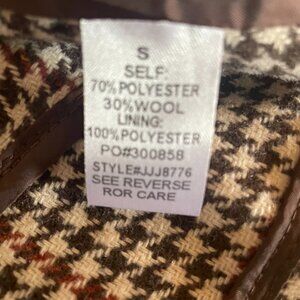 S
SELF:
70% POLYESTER
30% WOOL
LINING:
100% POLYESTER
PO#300858
STYLE#JJJ8776
SEE REVERSE
ROR CARE